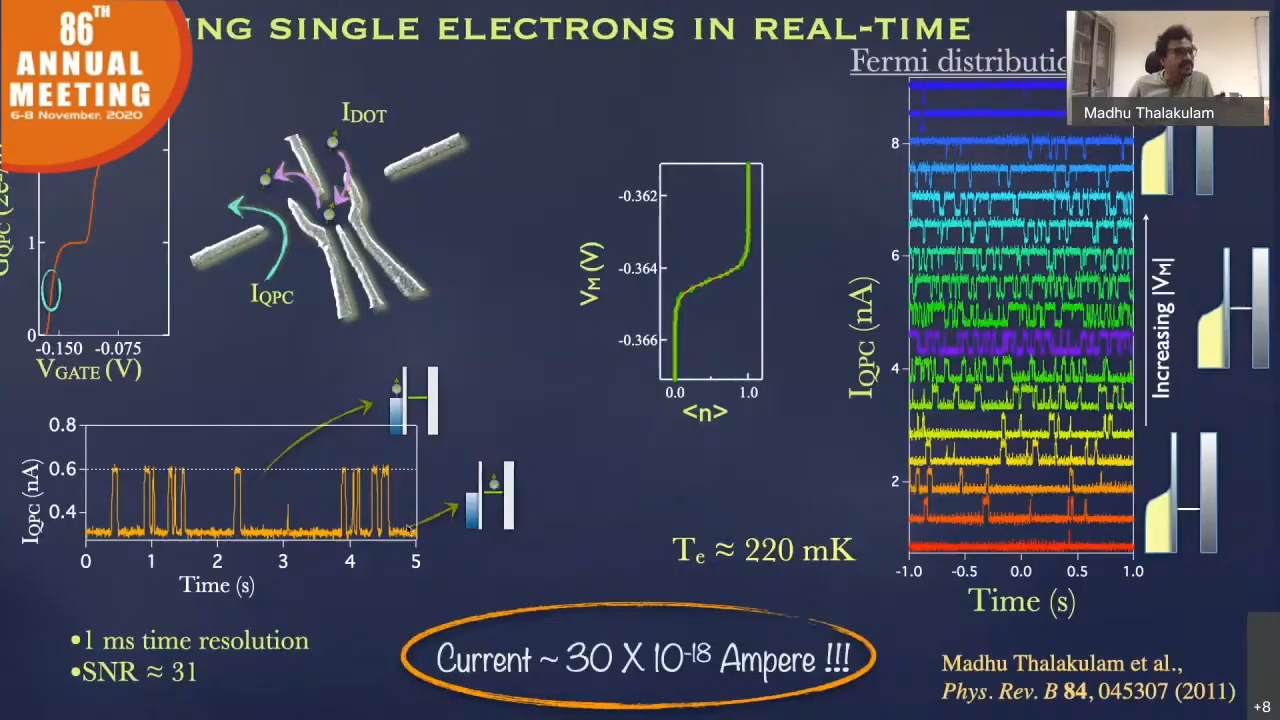 86TH
ANNUAL
MEETING
6-8 November. 2020
ING SINGLE ELECTRONS IN REAL-TIME
Fermi distributio
Madhu Thalakulam
IDOT
IQPC
1
0
-0.150 -0.075
VGATE (V)
-0.362
-0.364
-0.366
VM (V)
0.0 1.0
<n>
8
6
4
2
IQPC (nA)
-1.0 -0.5 0.0 0.5 1.0
Time (s)
Increasing |VM|
0.8
0.6
0.4
IQPC (nA)
0 1 2 3 4 5
Time (s)
Te ≈ 220 mK
•1 ms time resolution
•SNR ≈ 31
Current ~ 30 X 10-18 Ampere !!!
Madhu Thalakulam et al.,
Phys. Rev. B 84, 045307 (2011)
+8